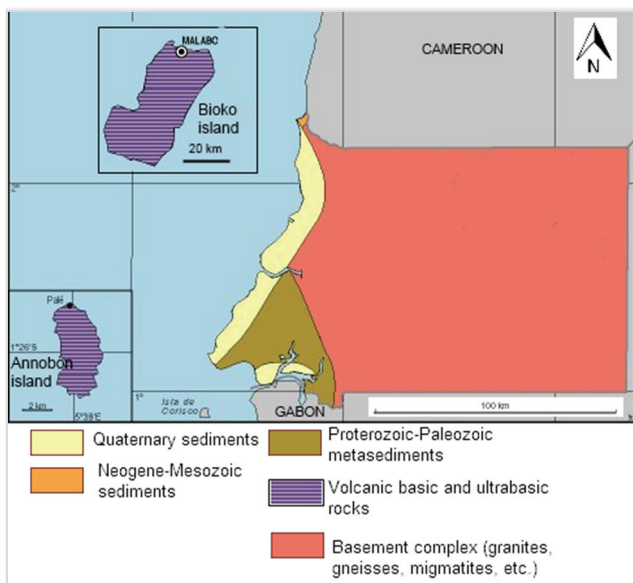 MALABC
Bioko
island
20 km
CAMEROON
N
2°
Palé
1°26'S
Annobón
island
2 km
5°38'E
1°
Isla de
Corisco
GABON
100 km
Quaternary sediments
Neogene-Mesozoic
sediments
Proterozoic-Paleozoic
metasediments
Volcanic basic and ultrabasic
rocks
Basement complex (granites,
gneisses, migmatites, etc.)